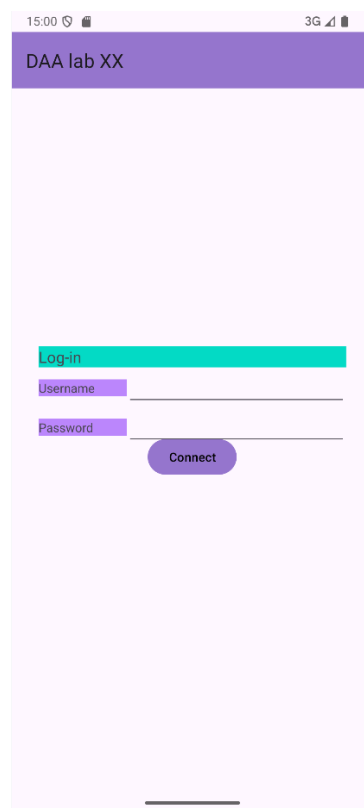 15:00 3G
DAA lab XX
Log-in
Username
Password
Connect